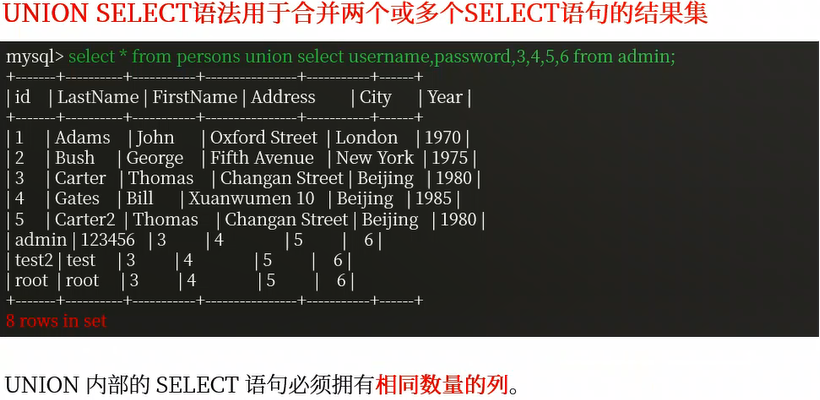 UNION SELECT语法用于合并两个或多个SELECT语句的结果集
mysql> select * from persons union select username,password,3,4,5,6 from admin;
+-------+----------+-----------+----------------+-----------+------+
| id | LastName | FirstName | Address | City | Year |
+-------+----------+-----------+----------------+-----------+------+
| 1 | Adams | John | Oxford Street | London | 1970 |
| 2 | Bush | George | Fifth Avenue | New York | 1975 |
| 3 | Carter | Thomas | Changan Street | Beijing | 1980 |
| 4 | Gates | Bill | Xuanwumen 10 | Beijing | 1985 |
| 5 | Carter2 | Thomas | Changan Street | Beijing | 1980 |
| admin | 123456 | 3 | 4 | 5 | 6 |
| test2 | test | 3 | 4 | 5 | 6 |
| root | root | 3 | 4 | 5 | 6 |
+-------+----------+-----------+----------------+-----------+------+
8 rows in set
UNION 内部的 SELECT 语句必须拥有相同数量的列。